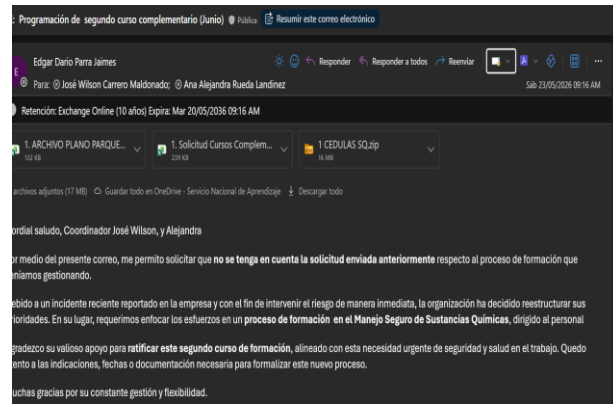 : Programación de segundo curso complementario (Junio) Pública Resumir este correo electrónico
Edgar Dario Parra Jaimes Responder Responder a todos Reenviar
E
Para: José Wilson Carrero Maldonado; Ana Alejandra Rueda Landinez Sáb 23/05/2026 09:16 AM
Retención: Exchange Online (10 años) Expira: Mar 20/05/2036 09:16 AM
1. ARCHIVO PLANO PARQUE... 1. Solicitud Cursos Complem... 1 CEDULAS SQ.zip
132 KB 239 KB 16 MB
archivos adjuntos (17 MB) Guardar todo en OneDrive - Servicio Nacional de Aprendizaje Descargar todo
ordial saludo, Coordinador José Wilson, y Alejandra
or medio del presente correo, me permito solicitar que no se tenga en cuenta la solicitud enviada anteriormente respecto al proceso de formación que
eníamos gestionando.
ebido a un incidente reciente reportado en la empresa y con el fin de intervenir el riesgo de manera inmediata, la organización ha decidido reestructurar sus
rioridades. En su lugar, requerimos enfocar los esfuerzos en un proceso de formación en el Manejo Seguro de Sustancias Químicas, dirigido al personal
gradezco su valioso apoyo para ratificar este segundo curso de formación, alineado con esta necesidad urgente de seguridad y salud en el trabajo. Quedo
tento a las indicaciones, fechas o documentación necesaria para formalizar este nuevo proceso.
uchas gracias por su constante gestión y flexibilidad.